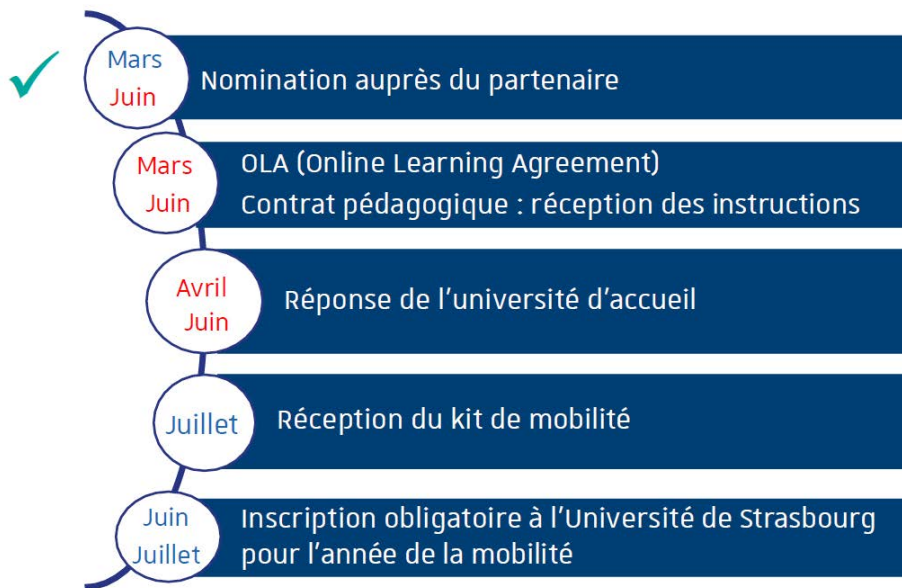 Mars
Juin
Nomination auprès du partenaire
Mars
Juin
OLA (Online Learning Agreement)
Contrat pédagogique : réception des instructions
Avril
Juin
Réponse de l'université d'accueil
Juillet
Réception du kit de mobilité
Juin
Juillet
Inscription obligatoire à l'Université de Strasbourg
pour l'année de la mobilité